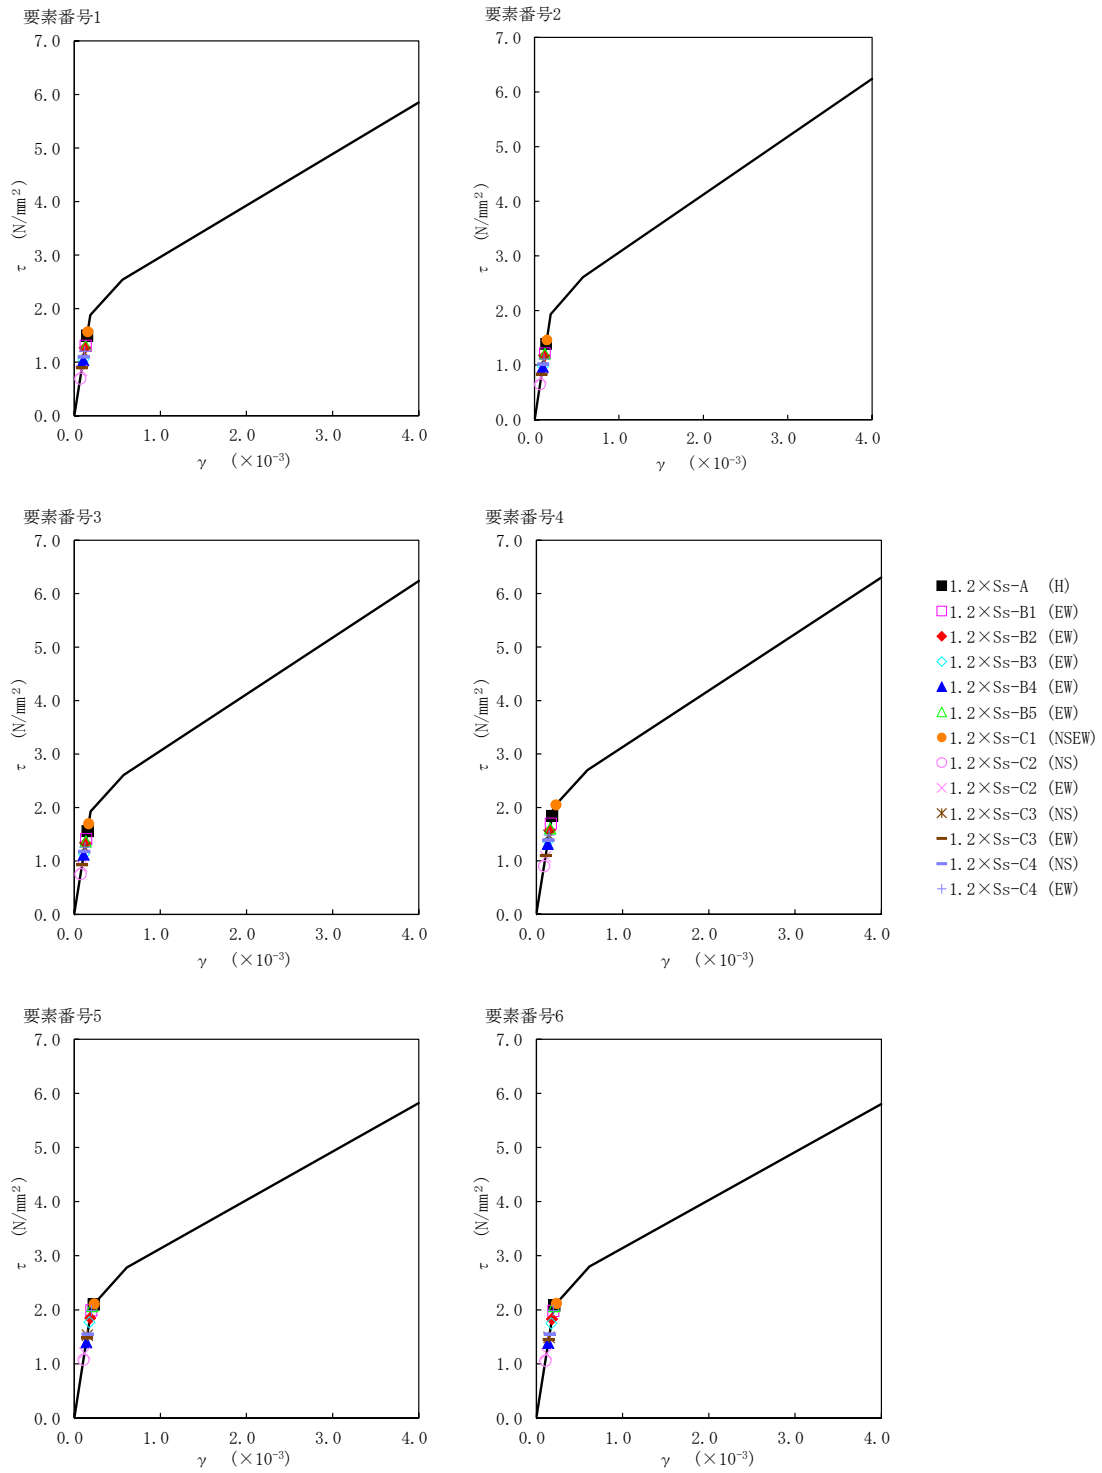 要素番号1
7.0
6.0
5.0
4.0
3.0
2.0
1.0
0.0
τ (N/mm²)
0.0 1.0 2.0 3.0 4.0
γ (×10⁻³)
要素番号2
7.0
6.0
5.0
4.0
3.0
2.0
1.0
0.0
τ (N/mm²)
0.0 1.0 2.0 3.0 4.0
γ (×10⁻³)
要素番号3
7.0
6.0
5.0
4.0
3.0
2.0
1.0
0.0
τ (N/mm²)
0.0 1.0 2.0 3.0 4.0
γ (×10⁻³)
要素番号4
7.0
6.0
5.0
4.0
3.0
2.0
1.0
0.0
τ (N/mm²)
0.0 1.0 2.0 3.0 4.0
γ (×10⁻³)
1.2×Ss-A (H)
1.2×Ss-B1 (EW)
1.2×Ss-B2 (EW)
1.2×Ss-B3 (EW)
1.2×Ss-B4 (EW)
1.2×Ss-B5 (EW)
1.2×Ss-C1 (NSEW)
1.2×Ss-C2 (NS)
1.2×Ss-C2 (EW)
1.2×Ss-C3 (NS)
1.2×Ss-C3 (EW)
1.2×Ss-C4 (NS)
1.2×Ss-C4 (EW)
要素番号5
7.0
6.0
5.0
4.0
3.0
2.0
1.0
0.0
τ (N/mm²)
0.0 1.0 2.0 3.0 4.0
γ (×10⁻³)
要素番号6
7.0
6.0
5.0
4.0
3.0
2.0
1.0
0.0
τ (N/mm²)
0.0 1.0 2.0 3.0 4.0
γ (×10⁻³)